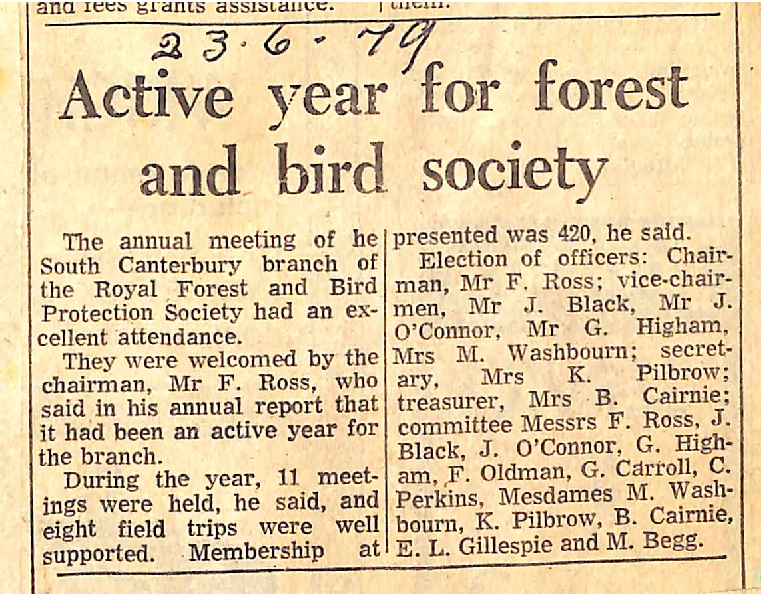 and fees grants assistance.
them.
23.6.79
Active year for forest
and bird society
The annual meeting of he
South Canterbury branch of
the Royal Forest and Bird
Protection Society had an ex-
cellent attendance.
They were welcomed by the
chairman, Mr F. Ross, who
said in his annual report that
it had been an active year for
the branch.
During the year, 11 meet-
ings were held, he said, and
eight field trips were well
supported. Membership at
presented was 420, he said.
Election of officers: Chair-
man, Mr F. Ross; vice-chair-
men, Mr J. Black, Mr J.
O'Connor, Mr G. Higham,
Mrs M. Washbourn; secret-
ary, Mrs K. Pilbrow;
treasurer, Mrs B. Cairnie;
committee Messrs F. Ross, J.
Black, J. O'Connor, G. High-
am, F. Oldman, G. Carroll, C.
Perkins, Mesdames M. Wash-
bourn, K. Pilbrow, B. Cairnie,
E. L. Gillespie and M. Begg.